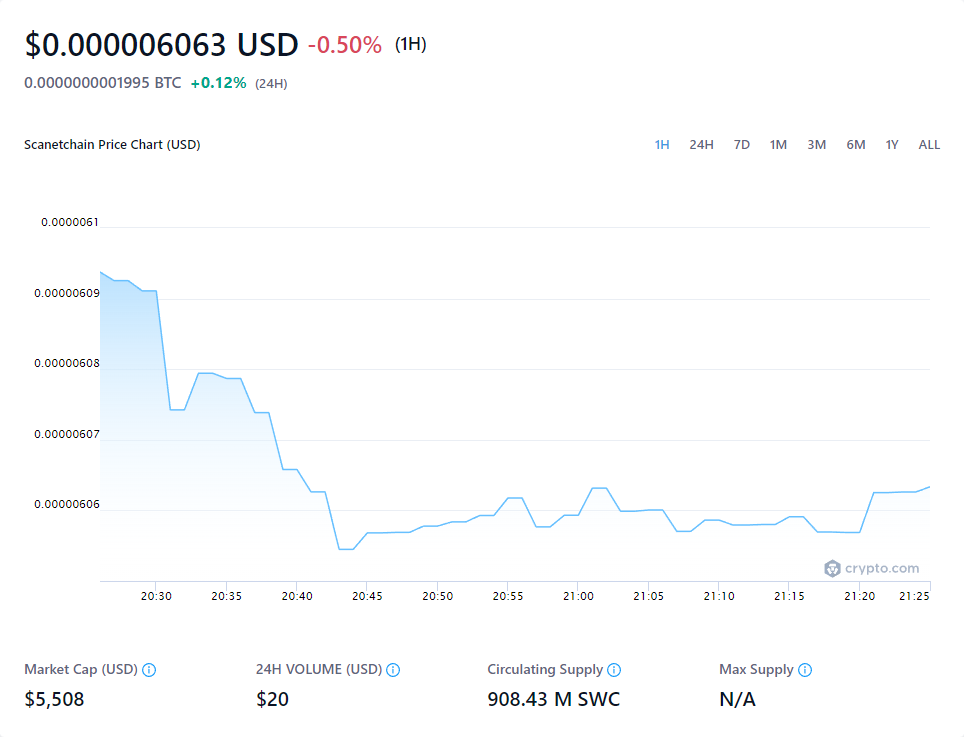 $0.000006063 USD -0.50% (1H)
0.0000000001995 BTC +0.12% (24H)
Scanetchain Price Chart (USD) 1H 24H 7D 1M 3M 6M 1Y ALL
0.0000061
0.00000609
0.00000608
0.00000607
0.00000606
crypto.com
20:30 20:35 20:40 20:45 20:50 20:55 21:00 21:05 21:10 21:15 21:20 21:25
Market Cap (USD) 24H VOLUME (USD) Circulating Supply Max Supply
$5,508 $20 908.43 M SWC N/A